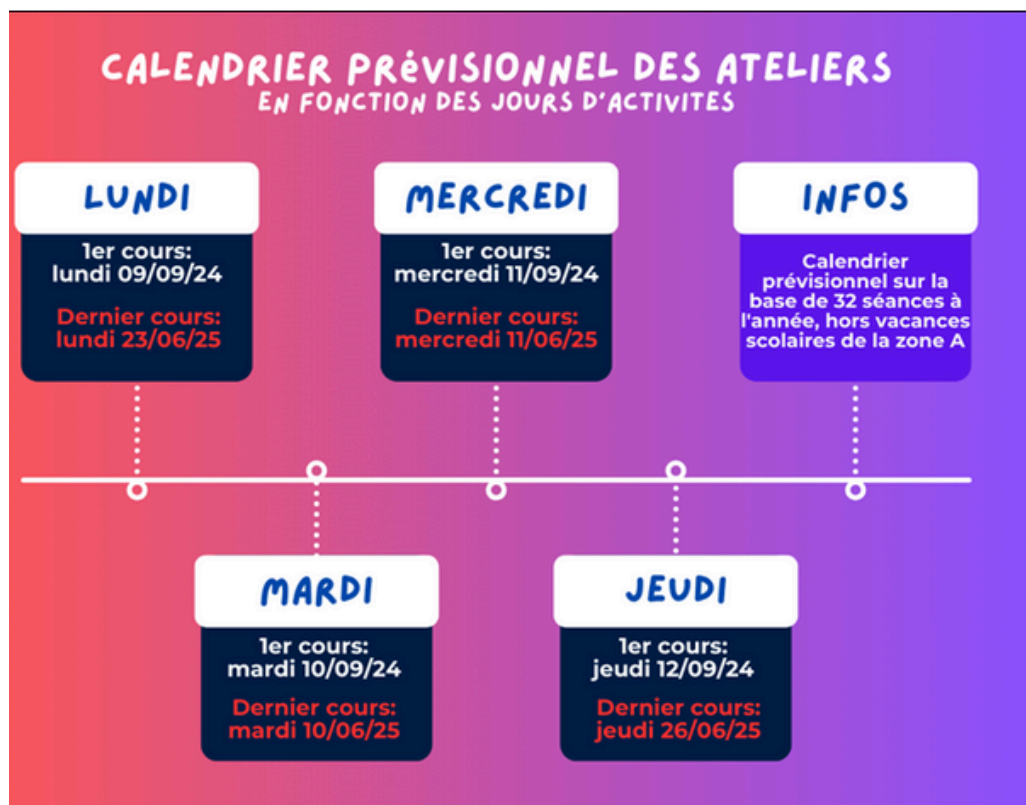 CALENDRIER PRÉVISIONNEL DES ATELIERS
EN FONCTION DES JOURS D'ACTIVITES
LUNDI
1er cours:
lundi 09/09/24
Dernier cours:
lundi 23/06/25
MERCREDI
1er cours:
mercredi 11/09/24
Dernier cours:
mercredi 11/06/25
INFOS
Calendrier
prévisionnel sur la
base de 32 séances à
l'année, hors vacances
scolaires de la zone A
MARDI
1er cours:
mardi 10/09/24
Dernier cours:
mardi 10/06/25
JEUDI
1er cours:
jeudi 12/09/24
Dernier cours:
jeudi 26/06/25